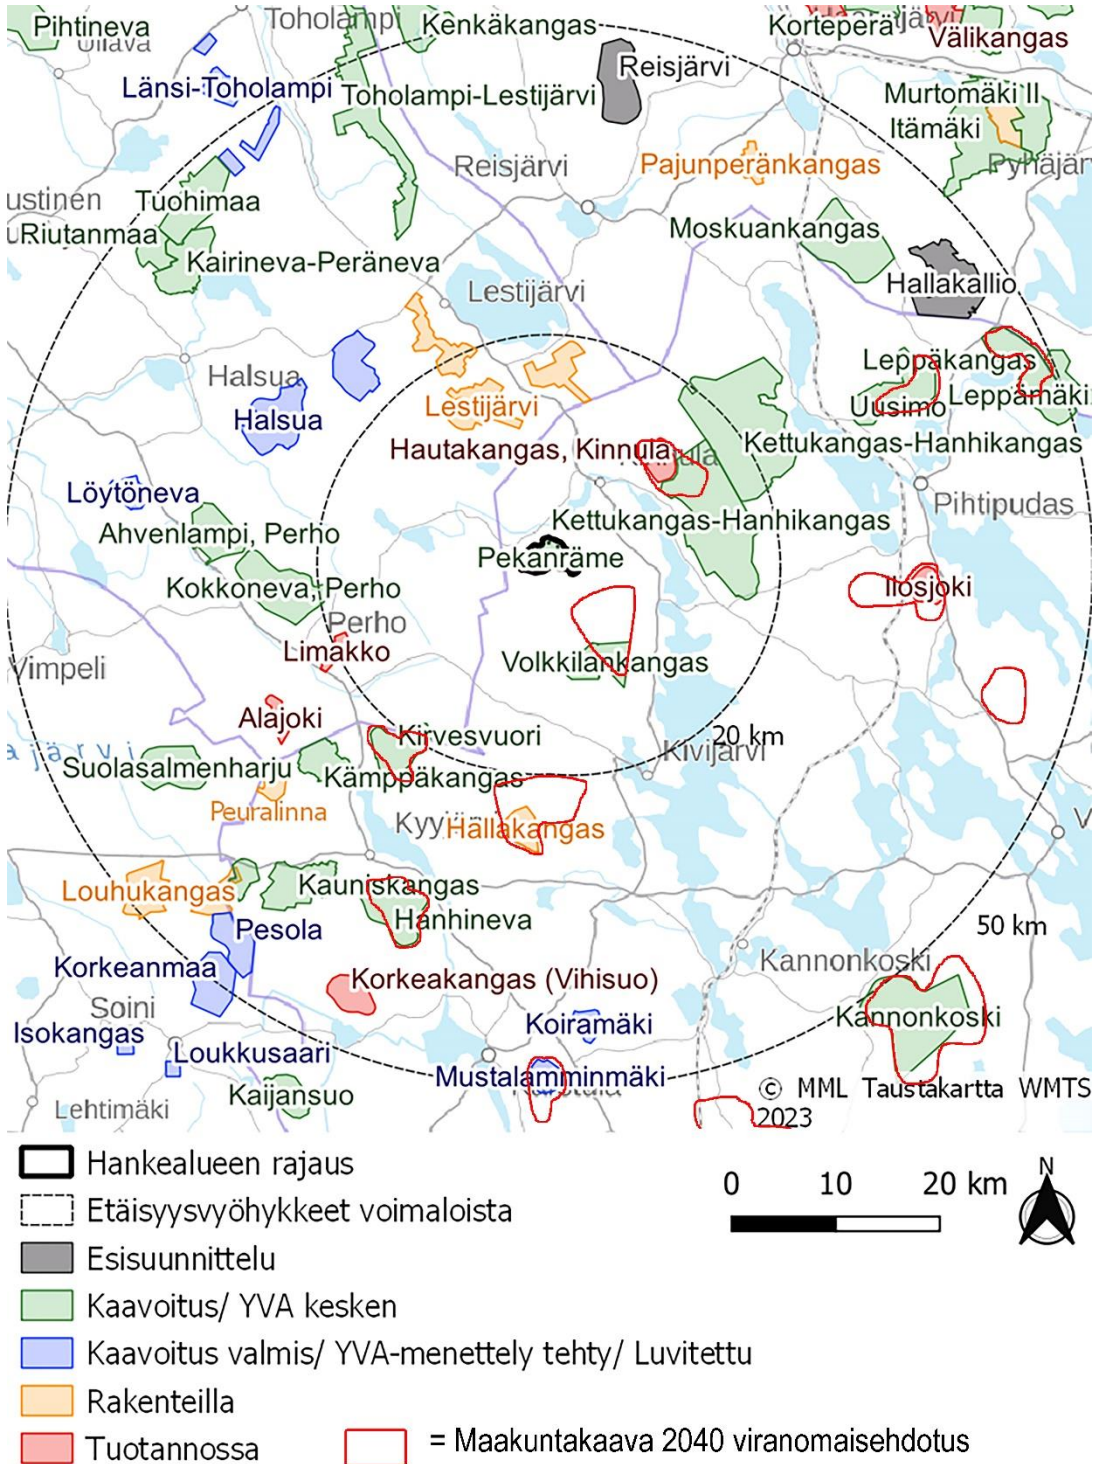 Pihtineva
Ullava
Toholampi
Kenkäkangas
Korteperä
Välikangas
Reisjärvi
Länsi-Toholampi
Toholampi-Lestijärvi
Murtomäki II
Itämäki
Reisjärvi
Pajunperänkangas
Pyhäjär
ustinen
Tuohimaa
Riutanmaa
Moskuankangas
Kairineva-Peräneva
Hallakallio
Lestijärvi
Leppäkangas
Halsua
Uusimo
Leppämäki
Lestijärvi
Halsua
Kettukangas-Hanhikangas
Hautakangas, Kinnula
Löytöneva
Pihtipudas
Ahvenlampi, Perho
Kettukangas-Hanhikangas
Pekanräme
Kokkoneva, Perho
Ilosjoki
Perho
Limakko
Vimpeli
Volkkilankangas
Alajoki
Kirvesvuori
20 km
ajärvi
Kivijärvi
Suolasalmenharju
Kämppäkangas
Peuralinna
Kyyj
Hallakangas
V
Louhukangas
Kauniskangas
Hanhineva
Pesola
50 km
Kannonkoski
Korkeanmaa
Korkeakangas (Vihisuo)
Soini
Kannonkoski
Isokangas
Koiramäki
Loukkusaari
Mustalamminmäki
Kaijansuo
Lehtimäki
© MML Taustakartta WMTS
2023
Hankealueen rajaus
0 10 20 km
N
Etäisyysvyöhykkeet voimaloista
Esisuunnittelu
Kaavoitus/ YVA kesken
Kaavoitus valmis/ YVA-menettely tehty/ Luvitettu
Rakenteilla
Tuotannossa
= Maakuntakaava 2040 viranomaisehdotus